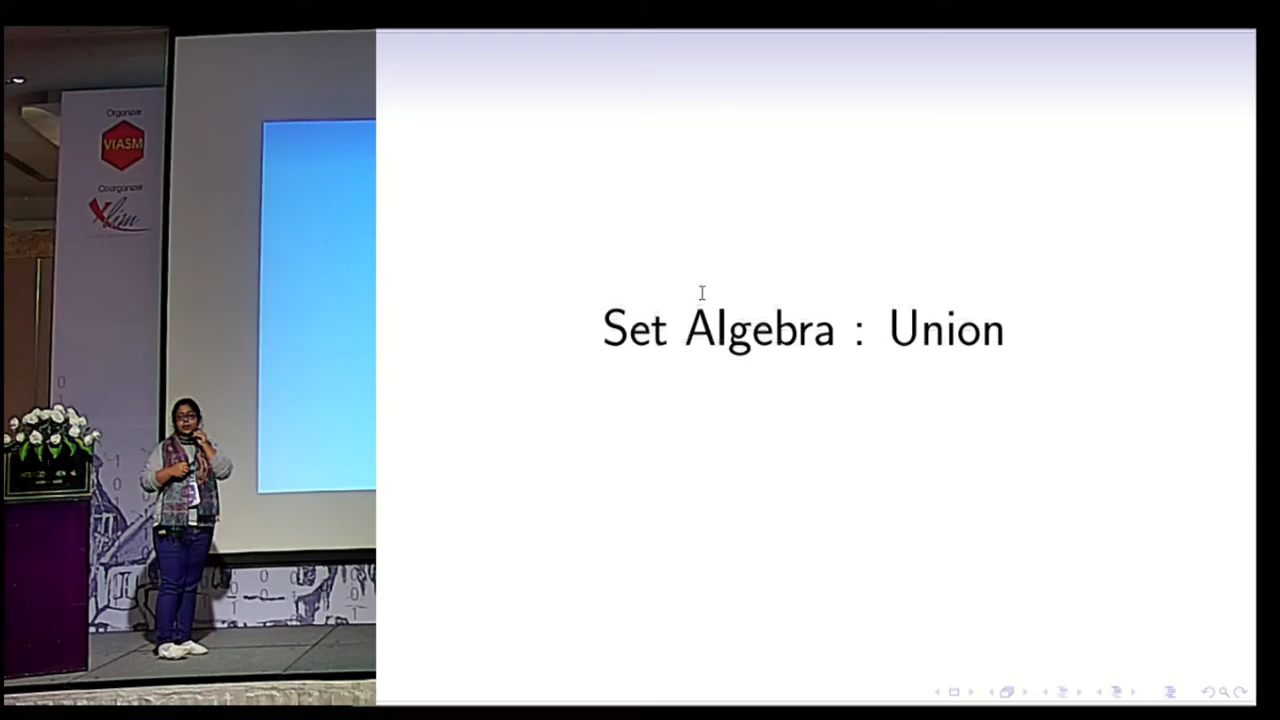 Organizer
VIASM
Coorganizer
Xlim
Set Algebra : Union